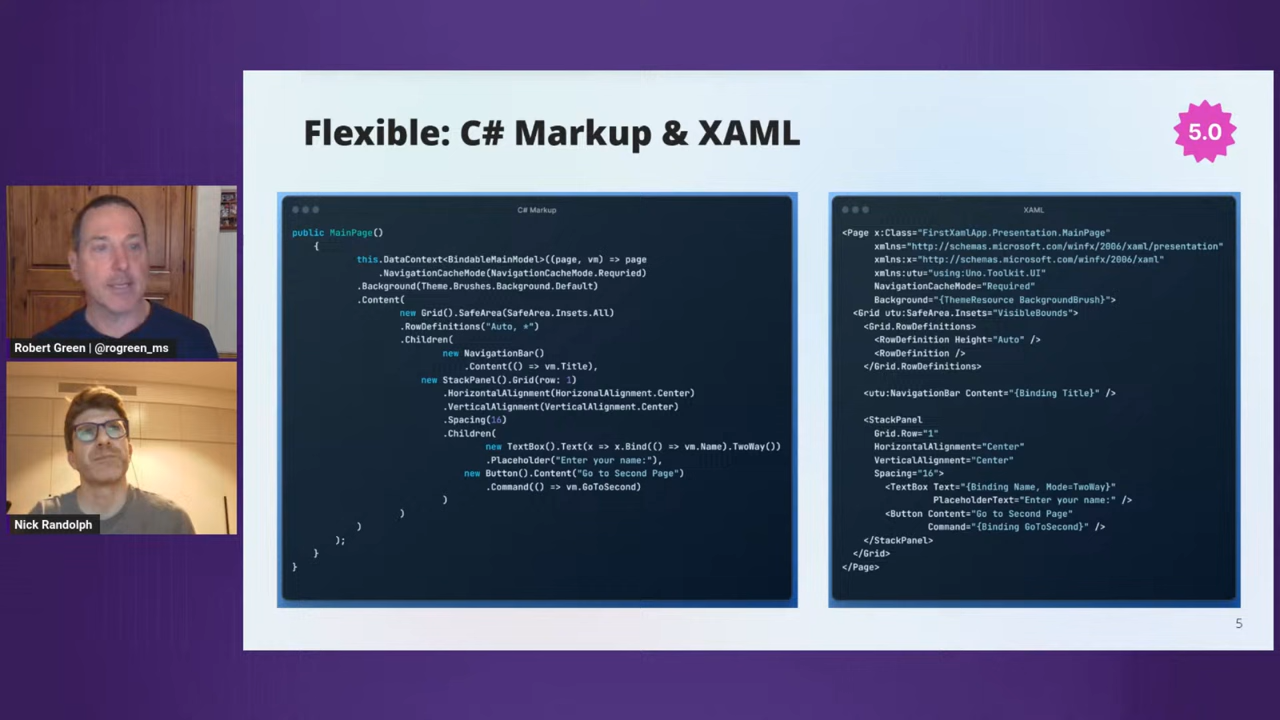 Flexible: C# Markup & XAML
5.0
C# Markup
public MainPage()
{
this.DataContext<BindableMainModel>((page, vm) => page
.NavigationCacheMode(NavigationCacheMode.Requried)
.Background(Theme.Brushes.Background.Default)
.Content(
new Grid().SafeArea(SafeArea.Insets.All)
.RowDefinitions("Auto, *")
.Children(
new NavigationBar()
.Content(() => vm.Title),
new StackPanel().Grid(row: 1)
.HorizontalAlignment(HorizonalAlignment.Center)
.VerticalAlignment(VerticalAlignment.Center)
.Spacing(16)
.Children(
new TextBox().Text(x => x.Bind(() => vm.Name).TwoWay())
.Placeholder("Enter your name:"),
new Button().Content("Go to Second Page")
.Command(() => vm.GoToSecond)
)
)
)
);
}
}
XAML
<Page x:Class="FirstXamlApp.Presentation.MainPage"
xmlns="http://schemas.microsoft.com/winfx/2006/xaml/presentation"
xmlns:x="http://schemas.microsoft.com/winfx/2006/xaml"
xmlns:utu="using:Uno.Toolkit.UI"
NavigationCacheMode="Required"
Background="{ThemeResource BackgroundBrush}">
<Grid utu:SafeArea.Insets="VisibleBounds">
<Grid.RowDefinitions>
<RowDefinition Height="Auto" />
<RowDefinition />
</Grid.RowDefinitions>
<utu:NavigationBar Content="{Binding Title}" />
<StackPanel
Grid.Row="1"
HorizontalAlignment="Center"
VerticalAlignment="Center"
Spacing="16">
<TextBox Text="{Binding Name, Mode=TwoWay}"
PlaceholderText="Enter your name:" />
<Button Content="Go to Second Page"
Command="{Binding GoToSecond}" />
</StackPanel>
</Grid>
</Page>
5
Robert Green | @rogreen_ms
Nick Randolph